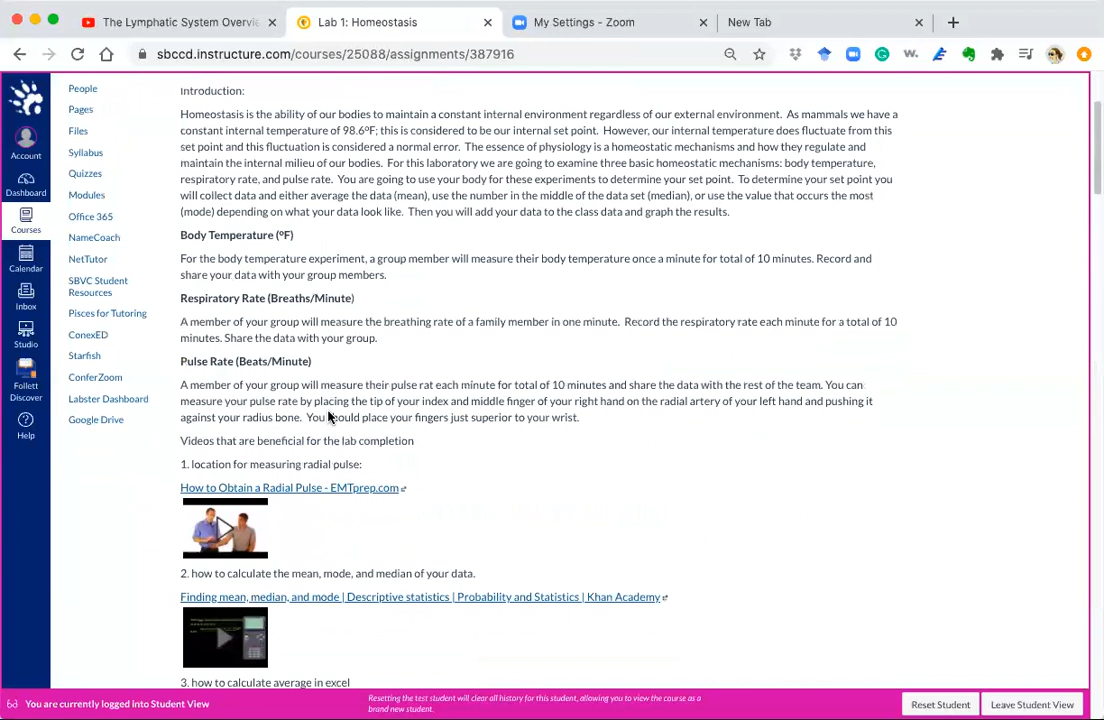 The Lymphatic System Overvi
Lab 1: Homeostasis
My Settings - Zoom
New Tab
sbccd.instructure.com/courses/25088/assignments/387916
Account
Dashboard
Courses
Calendar
Inbox
Studio
Follett
Discover
Help
People
Pages
Files
Syllabus
Quizzes
Modules
Office 365
NameCoach
NetTutor
SBVC Student
Resources
Pisces for Tutoring
ConexED
Starfish
ConferZoom
Labster Dashboard
Google Drive
Introduction:
Homeostasis is the ability of our bodies to maintain a constant internal environment regardless of our external environment. As mammals we have a
constant internal temperature of 98.6ºF; this is considered to be our internal set point. However, our internal temperature does fluctuate from this
set point and this fluctuation is considered a normal error. The essence of physiology is a homeostatic mechanisms and how they regulate and
maintain the internal milieu of our bodies. For this laboratory we are going to examine three basic homeostatic mechanisms: body temperature,
respiratory rate, and pulse rate. You are going to use your body for these experiments to determine your set point. To determine your set point you
will collect data and either average the data (mean), use the number in the middle of the data set (median), or use the value that occurs the most
(mode) depending on what your data look like. Then you will add your data to the class data and graph the results.
Body Temperature (ºF)
For the body temperature experiment, a group member will measure their body temperature once a minute for total of 10 minutes. Record and
share your data with your group members.
Respiratory Rate (Breaths/Minute)
A member of your group will measure the breathing rate of a family member in one minute. Record the respiratory rate each minute for a total of 10
minutes. Share the data with your group.
Pulse Rate (Beats/Minute)
A member of your group will measure their pulse rat each minute for total of 10 minutes and share the data with the rest of the team. You can
measure your pulse rate by placing the tip of your index and middle finger of your right hand on the radial artery of your left hand and pushing it
against your radius bone. You should place your fingers just superior to your wrist.
Videos that are beneficial for the lab completion
1. location for measuring radial pulse:
How to Obtain a Radial Pulse - EMTprep.com
2. how to calculate the mean, mode, and median of your data.
Finding mean, median, and mode | Descriptive statistics | Probability and Statistics | Khan Academy
3. how to calculate average in excel
You are currently logged into Student View
Resetting the test student will clear all history for this student, allowing you to view the course as a
brand new student.
Reset Student
Leave Student View